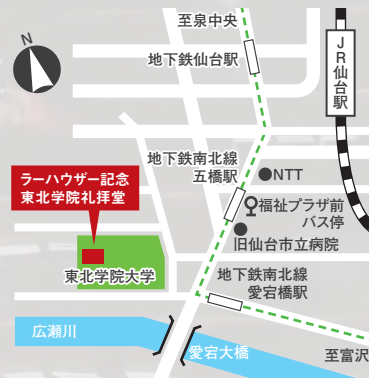 至泉中央
N
地下鉄仙台駅
JR仙台駅
地下鉄南北線
五橋駅
NTT
ラーハウザー記念
東北学院礼拝堂
福祉プラザ前
バス停
旧仙台市立病院
東北学院大学
地下鉄南北線
愛宕橋駅
広瀬川
愛宕大橋
至富沢